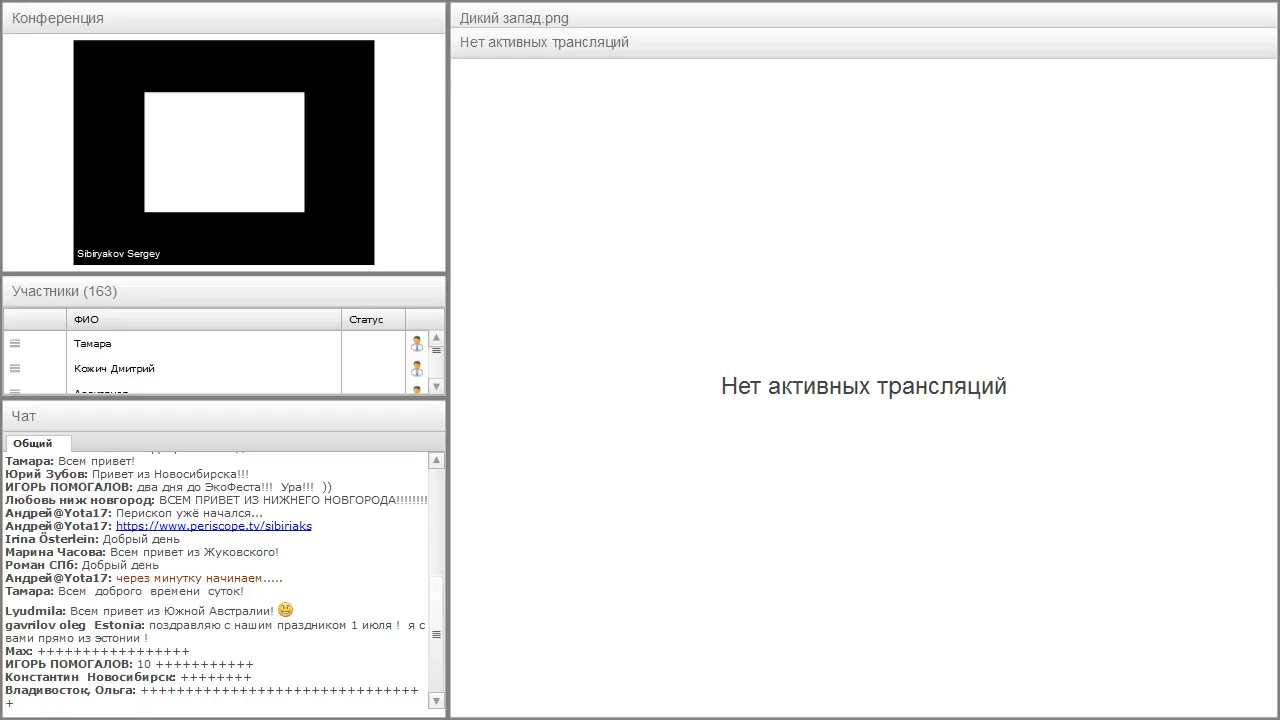 Конференция
Sibiryakov Sergey
Участники (163)
ФИО
Статус
Тамара
Кожич Дмитрий
Чат
Общий
Тамара: Всем привет!
Юрий Зубов: Привет из Новосибирска!!!
ИГОРЬ ПОМОГАЛОВ: два дня до ЭкоФеста!!! Ура!!! ))
Любовь ниж новгород: ВСЕМ ПРИВЕТ ИЗ НИЖНЕГО НОВГОРОДА!!!!!!!!
Андрей@Yota17: Перископ ужё начался...
Андрей@Yota17: https://www.periscope.tv/sibiriaks
Irina Österlein: Добрый день
Марина Часова: Всем привет из Жуковского!
Роман СПб: Добрый день
Андрей@Yota17: через минутку начинаем.....
Тамара: Всем доброго времени суток!
Lyudmila: Всем привет из Южной Австралии!
gavrilov oleg Estonia: поздравляю с нашим праздником 1 июля ! я с
вами прямо из эстонии !
Max: +++++++++++++++++
ИГОРЬ ПОМОГАЛОВ: 10 +++++++++++
Константин Новосибирск: ++++++++
Владивосток, Ольга: +++++++++++++++++++++++++++++++
+
Дикий запад.png
Нет активных трансляций
Нет активных трансляций